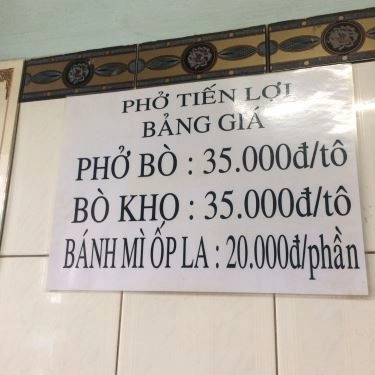 PHỞ TIẾN LỢI
BẢNG GIÁ
PHỞ BÒ : 35.000đ/tô
BÒ KHO : 35.000đ/tô
BÁNH MÌ ỐP LA : 20.000đ/phần